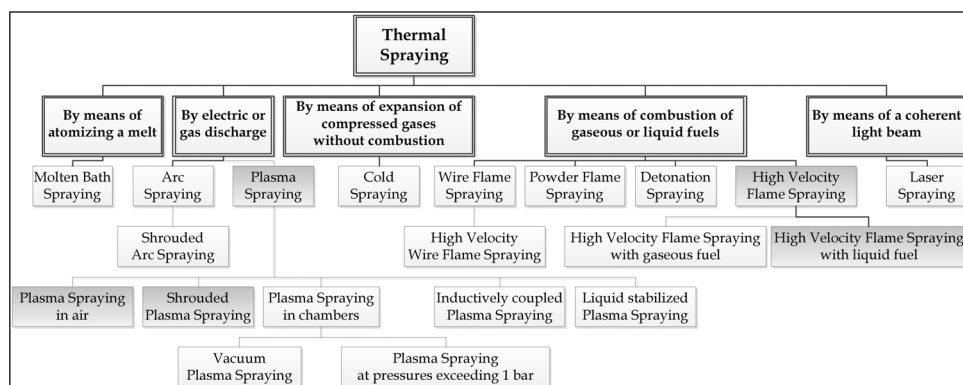 Thermal
Spraying
By means of
atomizing a melt
By electric or
gas discharge
By means of expansion of
compressed gases
without combustion
By means of combustion of
gaseous or liquid fuels
By means of a coherent
light beam
Molten Bath
Spraying
Arc
Spraying
Plasma
Spraying
Cold
Spraying
Wire Flame
Spraying
Powder Flame
Spraying
Detonation
Spraying
High Velocity
Flame Spraying
Laser
Spraying
Shrouded
Arc Spraying
High Velocity
Wire Flame Spraying
High Velocity Flame Spraying
with gaseous fuel
High Velocity Flame Spraying
with liquid fuel
Plasma Spraying
in air
Shrouded
Plasma Spraying
Plasma Spraying
in chambers
Inductively coupled
Plasma Spraying
Liquid stabilized
Plasma Spraying
Vacuum
Plasma Spraying
Plasma Spraying
at pressures exceeding 1 bar